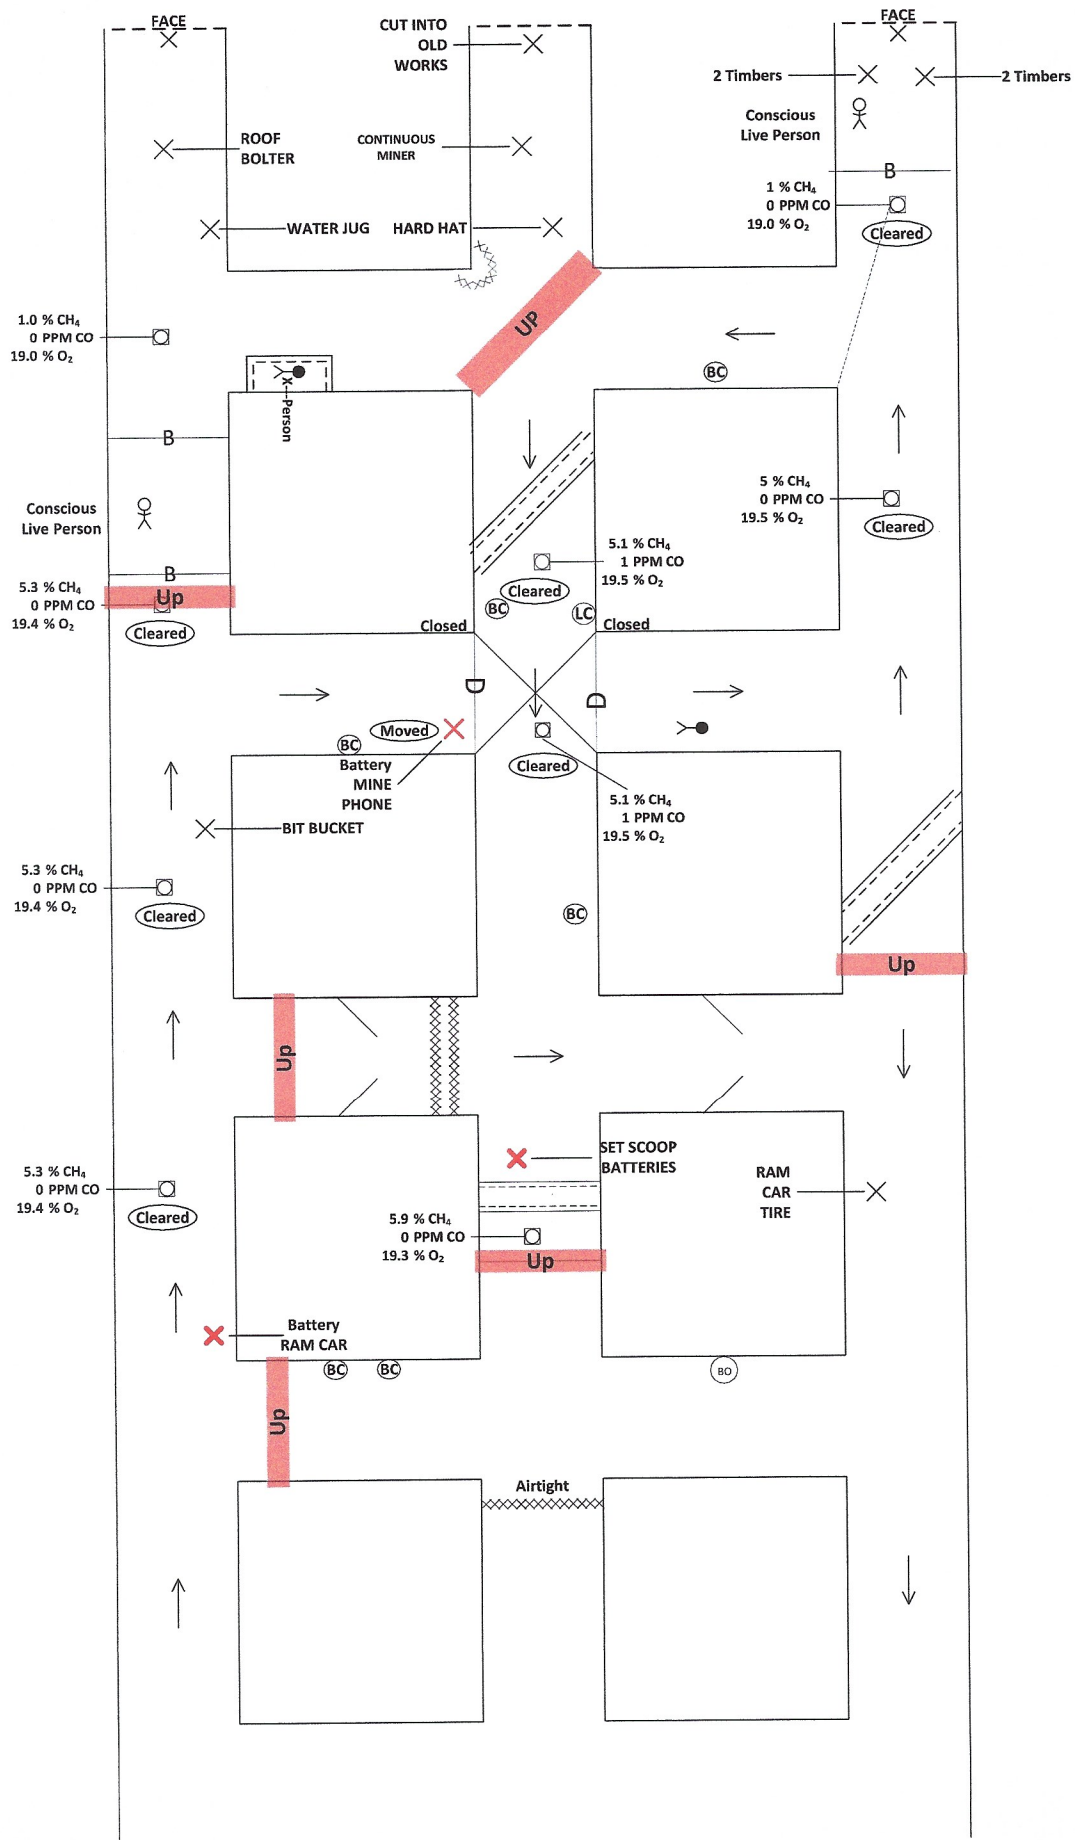 FACE
CUT INTO
OLD
WORKS
FACE
2 Timbers
2 Timbers
Conscious
Live Person
ROOF
BOLTER
CONTINUOUS
MINER
B
1 % CH₄
0 PPM CO
19.0 % O₂
Cleared
WATER JUG
HARD HAT
UP
1.0 % CH₄
0 PPM CO
19.0 % O₂
BC
X—Person
B
Conscious
Live Person
5 % CH₄
0 PPM CO
19.5 % O₂
Cleared
5.1 % CH₄
1 PPM CO
19.5 % O₂
Cleared
B
5.3 % CH₄
0 PPM CO
19.4 % O₂
Up
Cleared
BC
LC
Closed
Closed
D
D
Moved
BC
Battery
MINE
PHONE
Cleared
5.1 % CH₄
1 PPM CO
19.5 % O₂
BIT BUCKET
5.3 % CH₄
0 PPM CO
19.4 % O₂
Cleared
BC
Up
Up
SET SCOOP
BATTERIES
RAM
CAR
TIRE
5.3 % CH₄
0 PPM CO
19.4 % O₂
Cleared
5.9 % CH₄
0 PPM CO
19.3 % O₂
Up
Battery
RAM CAR
BC
BC
BO
Up
Airtight